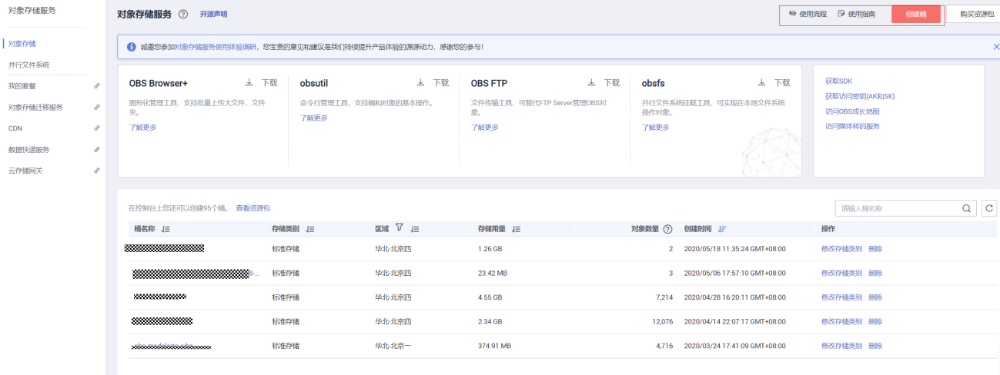 对象存储服务
对象存储服务 ? 开源声明
使用流程 使用指南 创建桶 购买资源包
诚邀您参加对象存储服务使用体验调研，您宝贵的意见和建议是我们持续提升产品体验的源源动力，感谢您的参与！
对象存储
并行文件系统
我的套餐
对象存储迁移服务
CDN
数据快递服务
云存储网关
OBS Browser+ 下载
图形化管理工具，支持批量上传大文件，文件
夹。
了解更多
obsutil 下载
命令行管理工具，支持桶和对象的基本操作。
了解更多
OBS FTP 下载
文件传输工具，可替代FTP Server管理OBS对
象。
了解更多
obsfs 下载
并行文件系统挂载工具，可实现在本地文件系统
操作对象。
了解更多
获取SDK
获取访问密钥(AK和SK)
访问OBS成长地图
访问媒体转码服务
在控制台上您还可以创建95个桶。 查看资源包 请输入桶名称
桶名称 存储类别 区域 存储用量 对象数量 ? 创建时间 操作
标准存储 华北-北京四 1.26 GB 2 2020/05/18 11:35:24 GMT+08:00 修改存储类别 删除
8-... 标准存储 华北-北京四 23.42 MB 3 2020/05/06 17:57:10 GMT+08:00 修改存储类别 删除
标准存储 华北-北京四 4.55 GB 7,214 2020/04/28 16:20:11 GMT+08:00 修改存储类别 删除
标准存储 华北-北京四 2.34 GB 12,076 2020/04/14 22:07:17 GMT+08:00 修改存储类别 删除
标准存储 华北-北京一 374.91 MB 4,716 2020/03/24 17:41:09 GMT+08:00 修改存储类别 删除